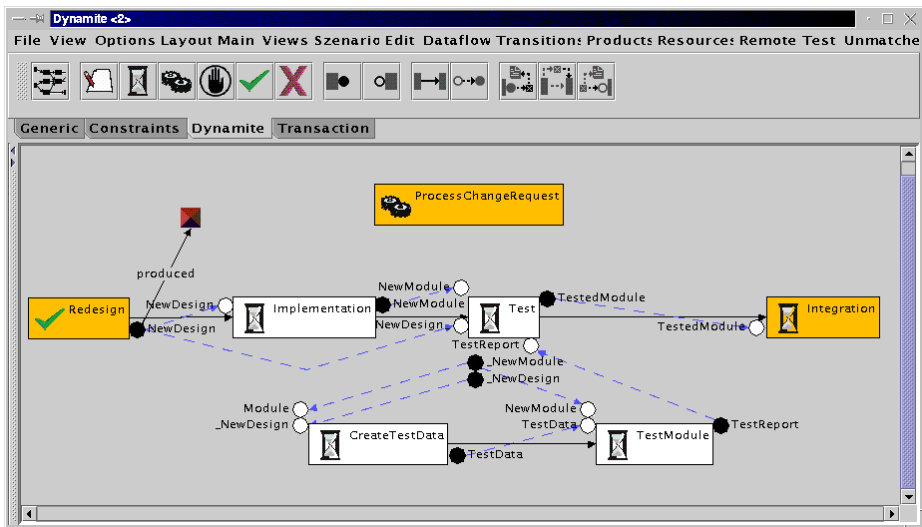 Dynamite <2>
File View Options Layout Main Views Szenario Edit Dataflow Transition: Products Resource: Remote Test Unmatche
Generic Constraints Dynamite Transaction
ProcessChangeRequest
produced
NewModule
Redesign NewDesign Implementation NewModule Test TestedModule Integration
NewDesign NewDesign TestedModule
TestReport
_NewModule
_NewDesign
Module NewModule
_NewDesign CreateTestData TestData TestModule TestReport
TestData